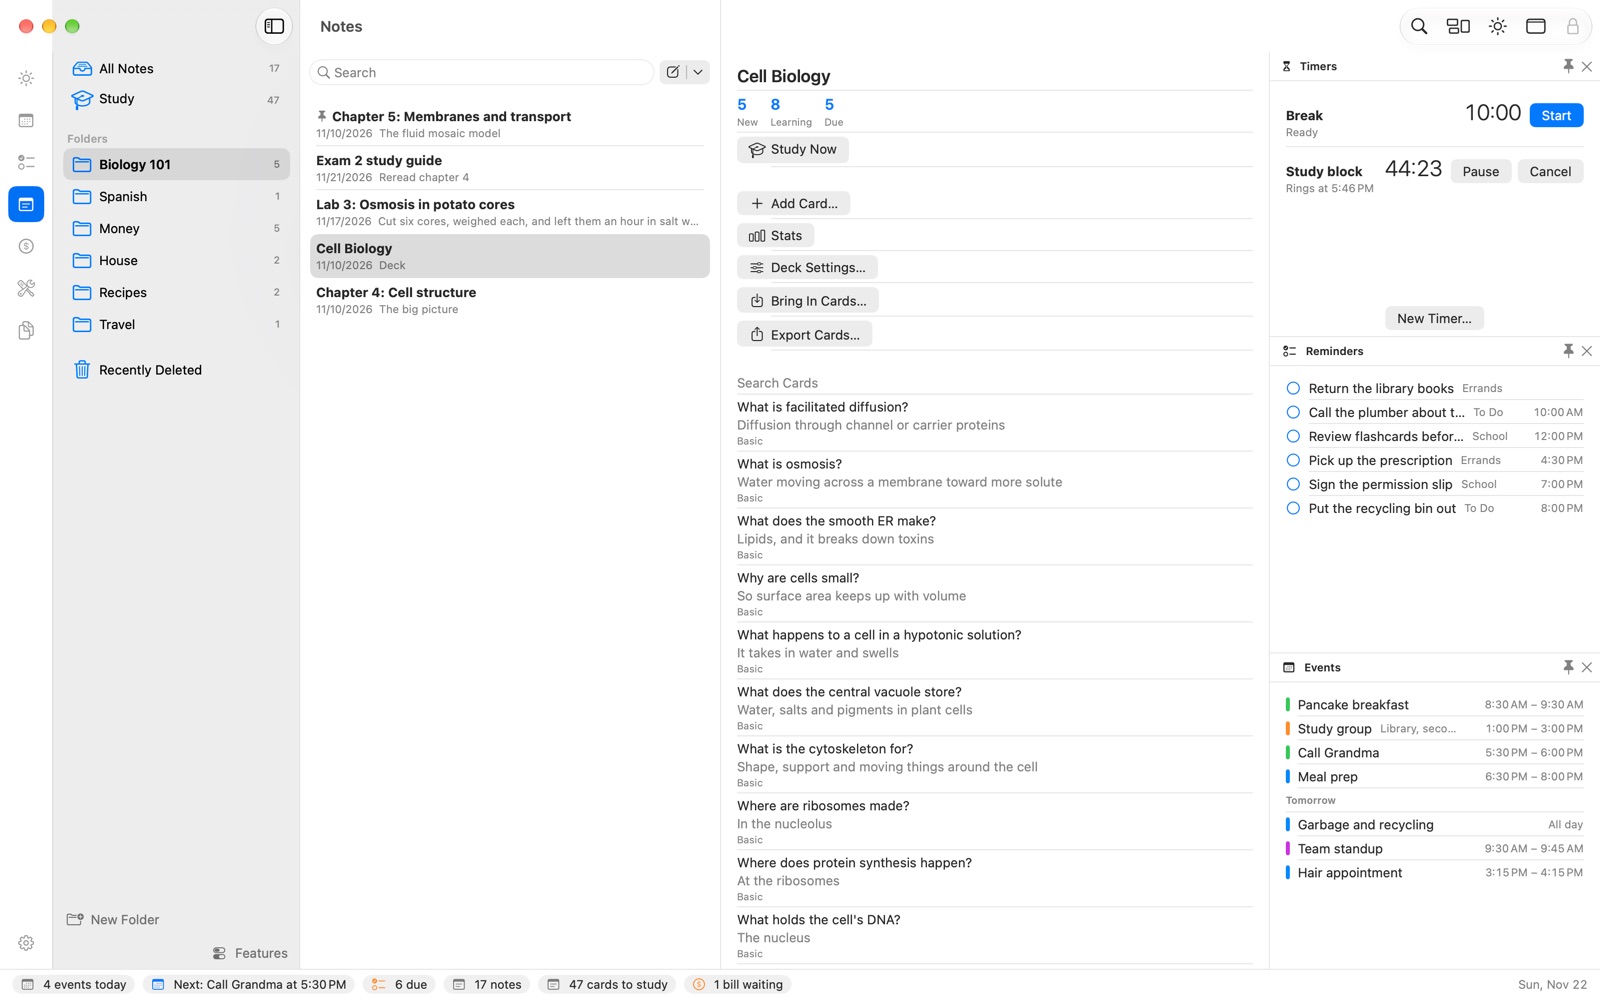 Notes
All Notes 17
Study 47
Folders
Biology 101 5
Spanish 1
Money 5
House 2
Recipes 2
Travel 1
Recently Deleted
New Folder
Features
Search
Chapter 5: Membranes and transport
11/10/2026 The fluid mosaic model
Exam 2 study guide
11/21/2026 Reread chapter 4
Lab 3: Osmosis in potato cores
11/17/2026 Cut six cores, weighed each, and left them an hour in salt w...
Cell Biology
11/10/2026 Deck
Chapter 4: Cell structure
11/10/2026 The big picture
Cell Biology
5 8 5
New Learning Due
Study Now
Add Card...
Stats
Deck Settings...
Bring In Cards...
Export Cards...
Search Cards
What is facilitated diffusion?
Diffusion through channel or carrier proteins
Basic
What is osmosis?
Water moving across a membrane toward more solute
Basic
What does the smooth ER make?
Lipids, and it breaks down toxins
Basic
Why are cells small?
So surface area keeps up with volume
Basic
What happens to a cell in a hypotonic solution?
It takes in water and swells
Basic
What does the central vacuole store?
Water, salts and pigments in plant cells
Basic
What is the cytoskeleton for?
Shape, support and moving things around the cell
Basic
Where are ribosomes made?
In the nucleolus
Basic
Where does protein synthesis happen?
At the ribosomes
Basic
What holds the cell's DNA?
The nucleus
Basic
Timers
Break 10:00 Start
Ready
Study block 44:23 Pause Cancel
Rings at 5:46 PM
New Timer...
Reminders
Return the library books Errands
Call the plumber about t... To Do 10:00 AM
Review flashcards befor... School 12:00 PM
Pick up the prescription Errands 4:30 PM
Sign the permission slip School 7:00 PM
Put the recycling bin out To Do 8:00 PM
Events
Pancake breakfast 8:30 AM – 9:30 AM
Study group Library, seco... 1:00 PM – 3:00 PM
Call Grandma 5:30 PM – 6:00 PM
Meal prep 6:30 PM – 8:00 PM
Tomorrow
Garbage and recycling All day
Team standup 9:30 AM – 9:45 AM
Hair appointment 3:15 PM – 4:15 PM
4 events today Next: Call Grandma at 5:30 PM 6 due 17 notes 47 cards to study 1 bill waiting Sun, Nov 22